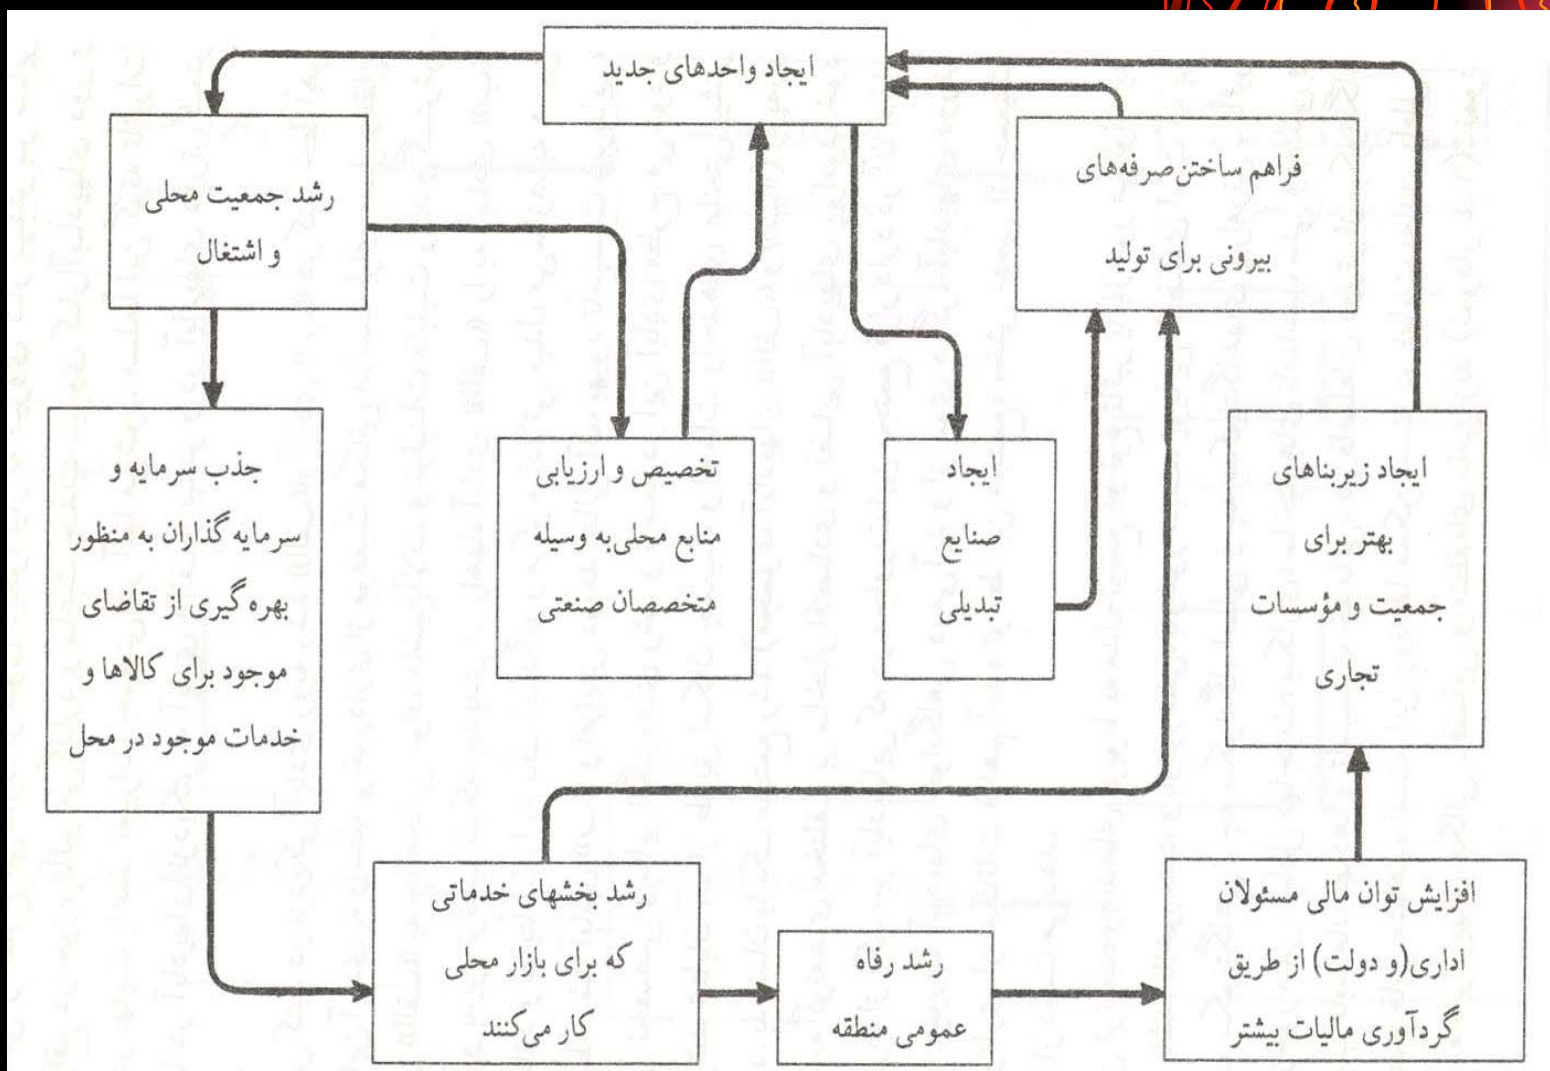 ایجاد واحدهای جدید
رشد جمعیت محلی
و اشتغال
فراهم ساختن صرفه‌های
بیرونی برای تولید
جذب سرمایه و
سرمایه گذاران به منظور
بهره گیری از تقاضای
موجود برای کالاها و
خدمات موجود در محل
تخصیص و ارزیابی
منابع محلی به وسیله
متخصصان صنعتی
ایجاد
صنایع
تبدیلی
ایجاد زیربناهای
بهتر برای
جمعیت و مؤسسات
تجاری
رشد بخشهای خدماتی
که برای بازار محلی
کار می‌کنند
رشد رفاه
عمومی منطقه
افزایش توان مالی مسئولان
اداری(و دولت) از طریق
گردآوری مالیات بیشتر